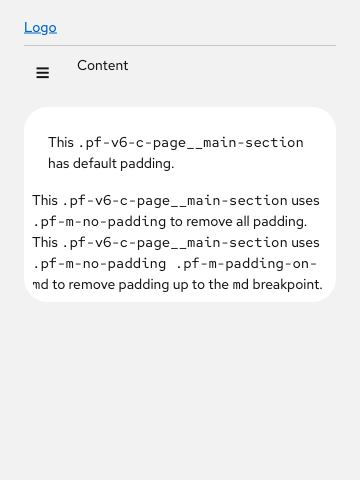 Logo
Content
This .pf-v6-c-page__main-section
has default padding.
This .pf-v6-c-page__main-section uses
.pf-m-no-padding to remove all padding.
This .pf-v6-c-page__main-section uses
.pf-m-no-padding .pf-m-padding-on-
md to remove padding up to the md breakpoint.